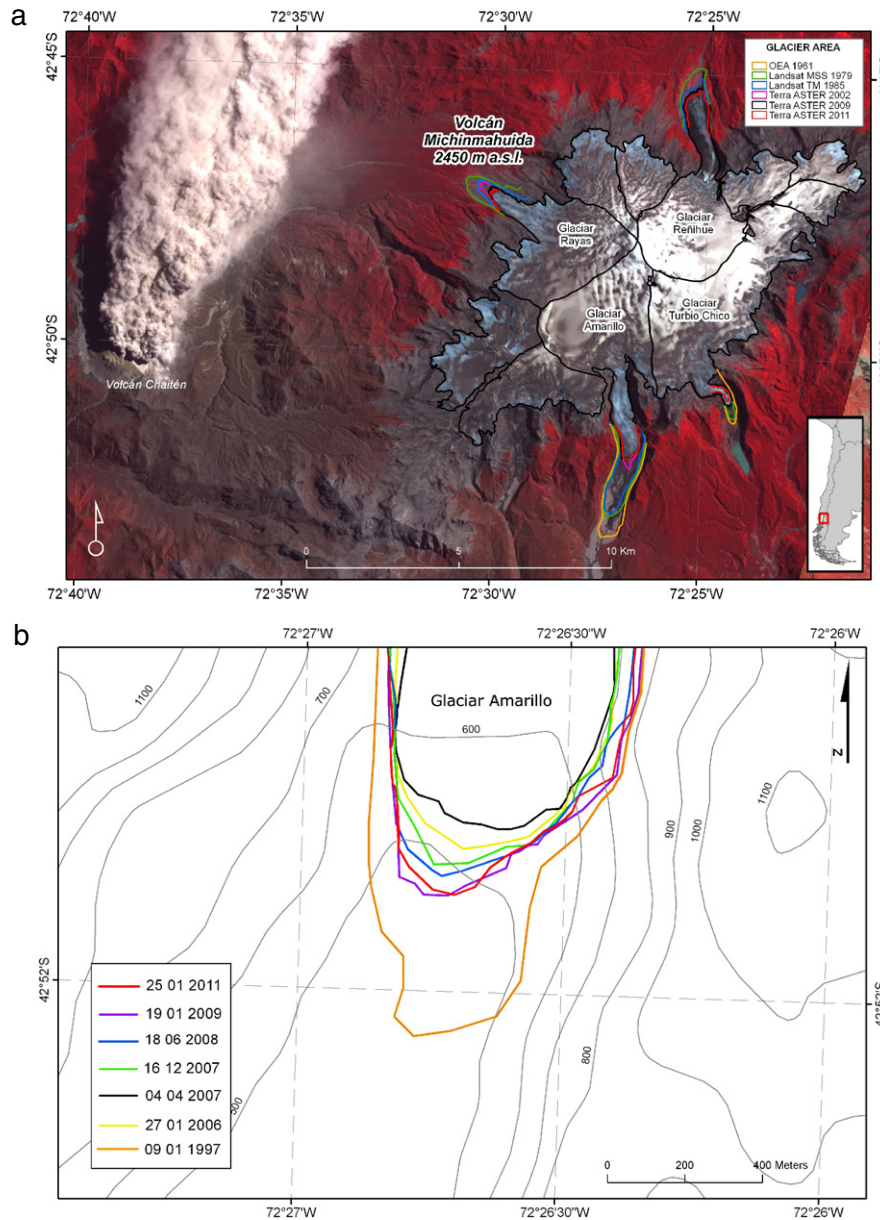 a
72°40'W 72°35'W 72°30'W 72°25'W
42°45'S
GLACIER AREA
OEA 1961
Landsat MSS 1979
Landsat TM 1985
Terra ASTER 2002
Terra ASTER 2009
Terra ASTER 2011
Volcán
Michinmahuida
2450 m a.s.l.
Glaciar
Rayas
Glaciar
Reñihue
Glaciar
Amarillo
Glaciar
Turbio Chico
42°50'S
Volcán Chaitén
0 5 10 Km
72°40'W 72°35'W 72°30'W 72°25'W
b
72°27'W 72°26'30"W 72°26'W
1100
700
Glaciar Amarillo
600
N
1100
900
1000
42°52'S
42°52'S
25 01 2011
19 01 2009
18 06 2008
16 12 2007
04 04 2007
27 01 2006
09 01 1997
500
800
0 200 400 Meters
72°27'W 72°26'30"W 72°26'W